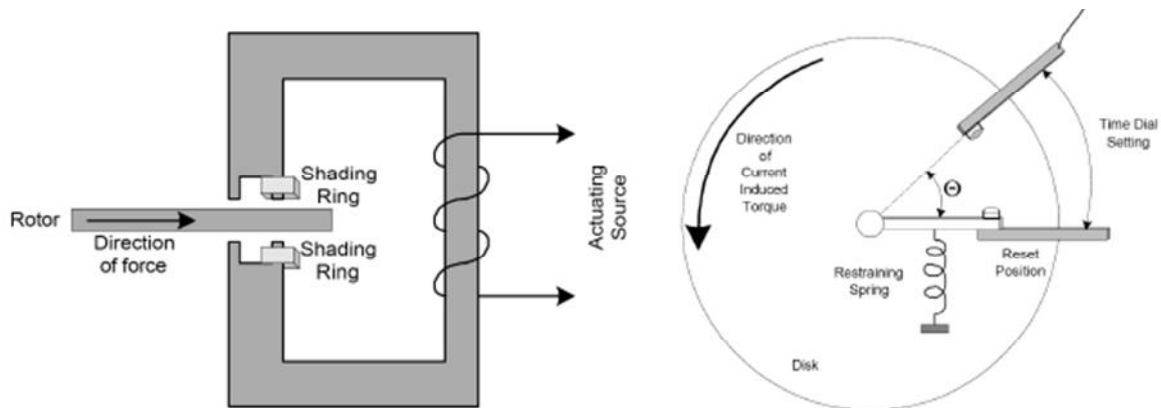 Shading
Ring
Rotor
Direction
of force
Shading
Ring
Actuating
Source
Direction
of
Current
Induced
Torque
Θ
Time Dial
Setting
Restraining
Spring
Reset
Position
Disk